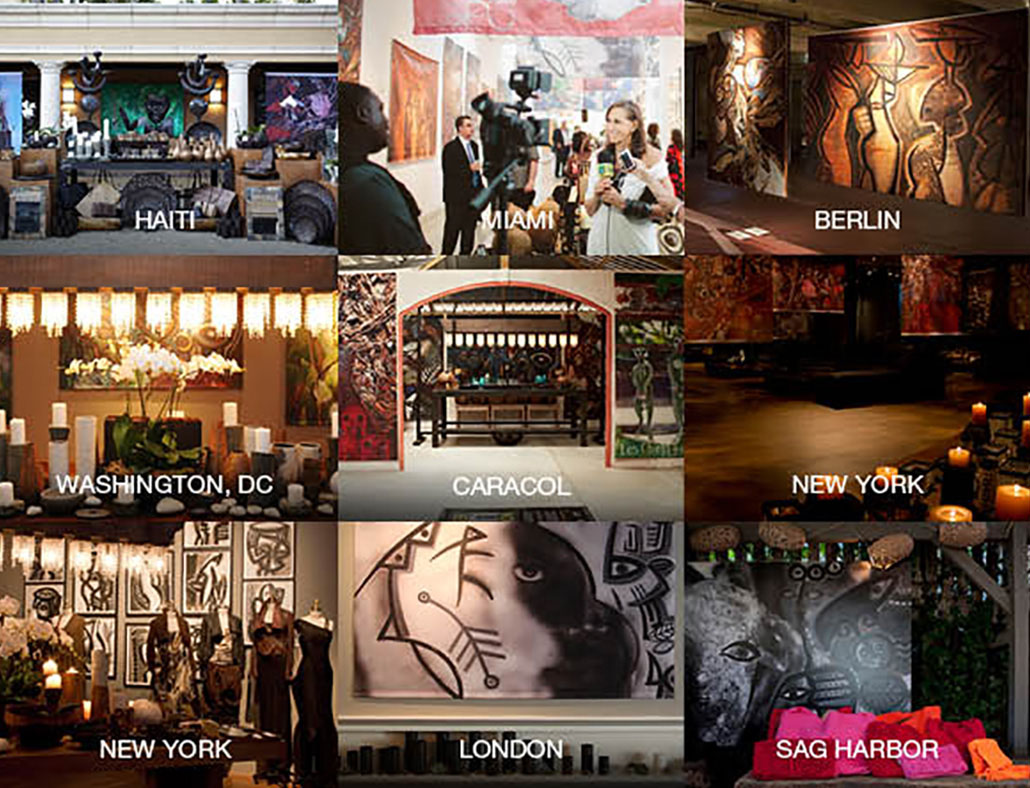 HAITI
MIAMI
BERLIN
WASHINGTON, DC
CARACOL
NEW YORK
NEW YORK
LONDON
SAG HARBOR